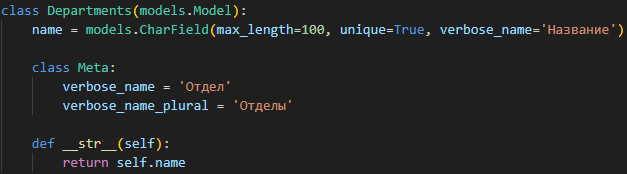 class Departments(models.Model):
    name = models.CharField(max_length=100, unique=True, verbose_name='Название')
    class Meta:
        verbose_name = 'Отдел'
        verbose_name_plural = 'Отделы'
    def __str__(self):
        return self.name